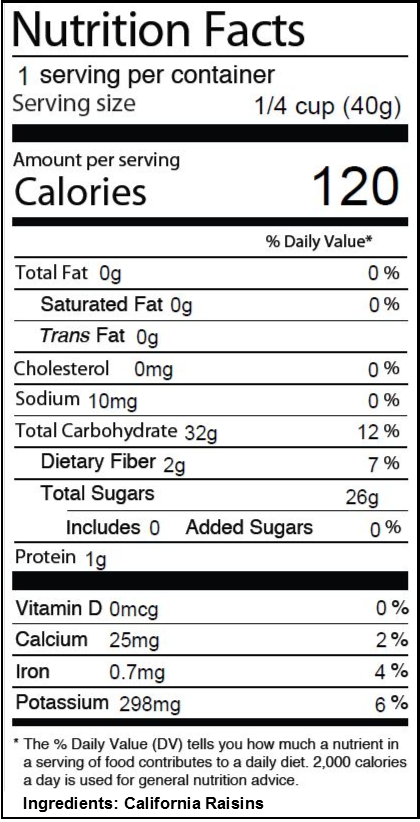 Nutrition Facts
1 serving per container
Serving size 1/4 cup (40g)
Amount per serving
Calories 120
% Daily Value*
Total Fat 0g 0 %
Saturated Fat 0g 0 %
Trans Fat 0g
Cholesterol 0mg 0 %
Sodium 10mg 0 %
Total Carbohydrate 32g 12 %
Dietary Fiber 2g 7 %
Total Sugars 26g
Includes 0 Added Sugars 0 %
Protein 1g
Vitamin D 0mcg 0 %
Calcium 25mg 2 %
Iron 0.7mg 4 %
Potassium 298mg 6 %
* The % Daily Value (DV) tells you how much a nutrient in
a serving of food contributes to a daily diet. 2,000 calories
a day is used for general nutrition advice.
Ingredients: California Raisins